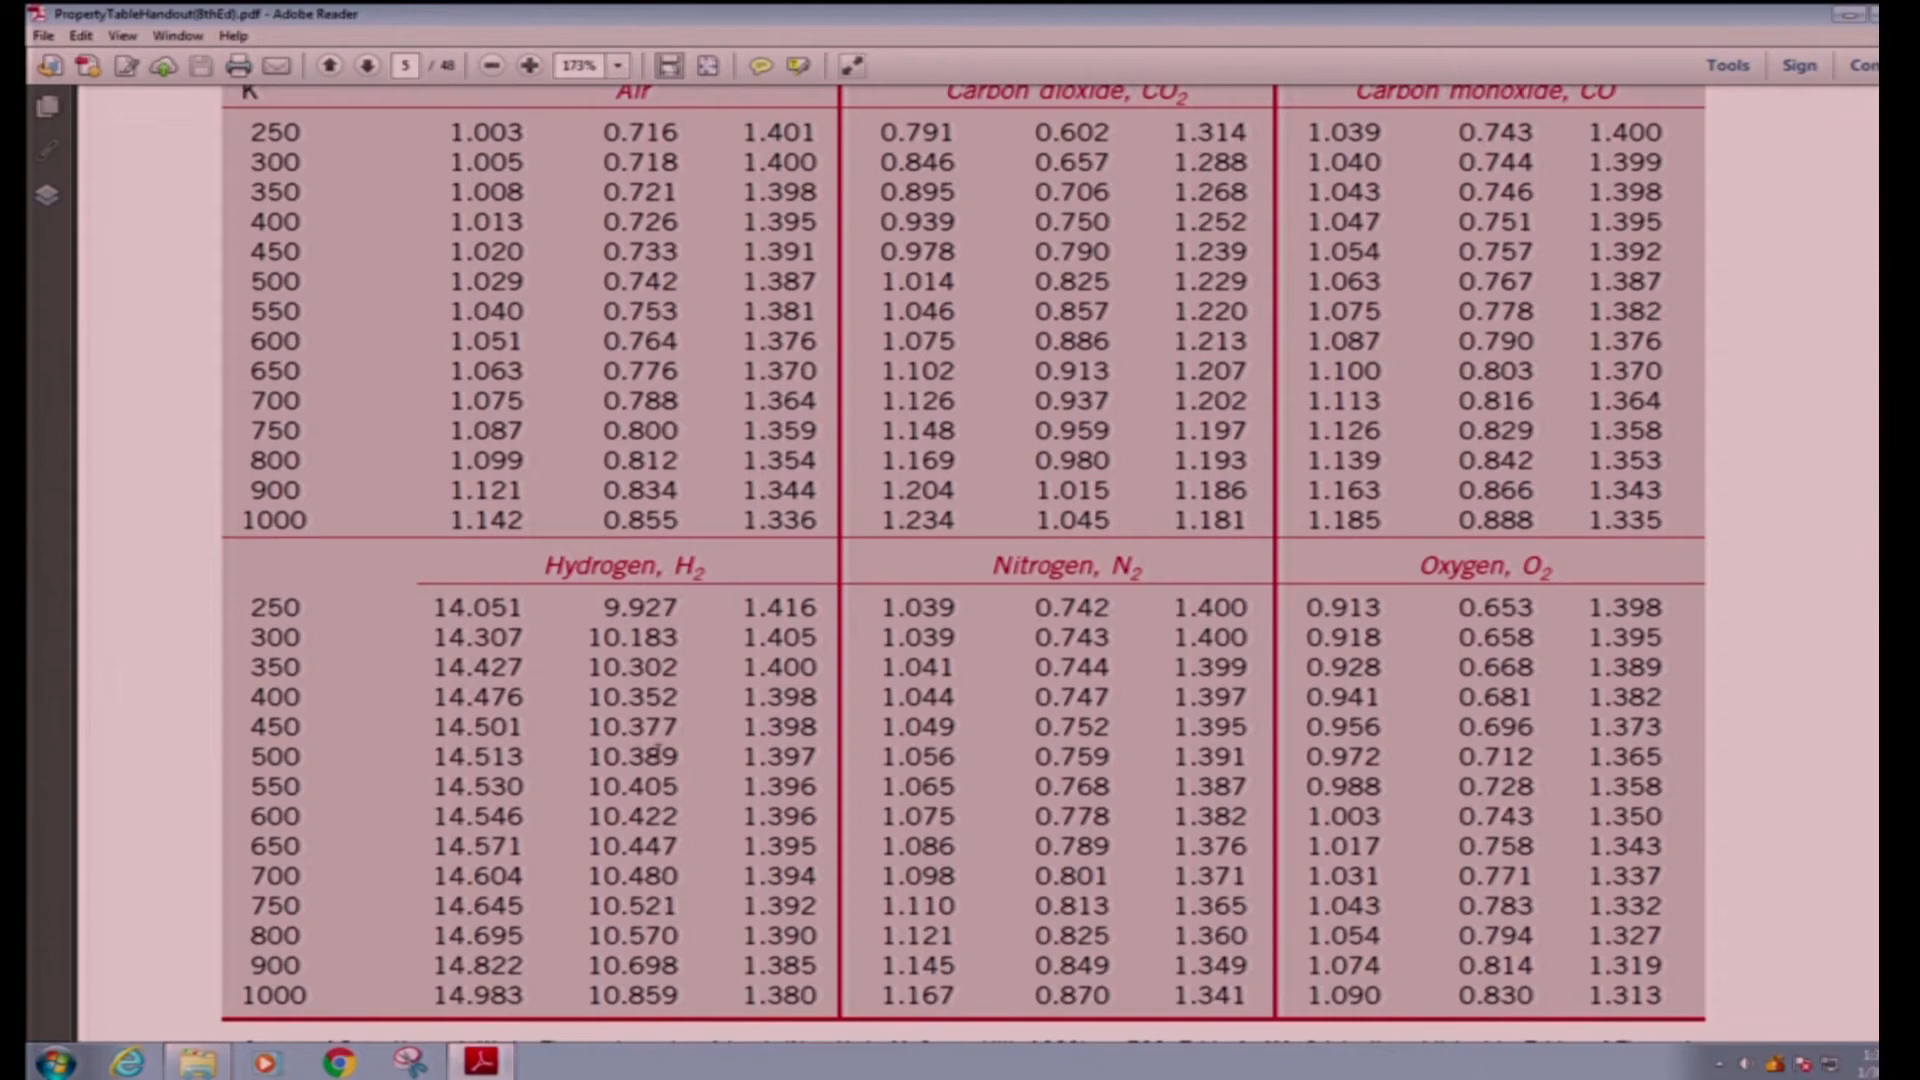 PropertyTableHandout(8thEd).pdf - Adobe Reader
File Edit View Window Help
5 / 48 173% Tools Sign Con
K Air Carbon dioxide, CO2 Carbon monoxide, CO
250 1.003 0.716 1.401 0.791 0.602 1.314 1.039 0.743 1.400
300 1.005 0.718 1.400 0.846 0.657 1.288 1.040 0.744 1.399
350 1.008 0.721 1.398 0.895 0.706 1.268 1.043 0.746 1.398
400 1.013 0.726 1.395 0.939 0.750 1.252 1.047 0.751 1.395
450 1.020 0.733 1.391 0.978 0.790 1.239 1.054 0.757 1.392
500 1.029 0.742 1.387 1.014 0.825 1.229 1.063 0.767 1.387
550 1.040 0.753 1.381 1.046 0.857 1.220 1.075 0.778 1.382
600 1.051 0.764 1.376 1.075 0.886 1.213 1.087 0.790 1.376
650 1.063 0.776 1.370 1.102 0.913 1.207 1.100 0.803 1.370
700 1.075 0.788 1.364 1.126 0.937 1.202 1.113 0.816 1.364
750 1.087 0.800 1.359 1.148 0.959 1.197 1.126 0.829 1.358
800 1.099 0.812 1.354 1.169 0.980 1.193 1.139 0.842 1.353
900 1.121 0.834 1.344 1.204 1.015 1.186 1.163 0.866 1.343
1000 1.142 0.855 1.336 1.234 1.045 1.181 1.185 0.888 1.335
Hydrogen, H2 Nitrogen, N2 Oxygen, O2
250 14.051 9.927 1.416 1.039 0.742 1.400 0.913 0.653 1.398
300 14.307 10.183 1.405 1.039 0.743 1.400 0.918 0.658 1.395
350 14.427 10.302 1.400 1.041 0.744 1.399 0.928 0.668 1.389
400 14.476 10.352 1.398 1.044 0.747 1.397 0.941 0.681 1.382
450 14.501 10.377 1.398 1.049 0.752 1.395 0.956 0.696 1.373
500 14.513 10.389 1.397 1.056 0.759 1.391 0.972 0.712 1.365
550 14.530 10.405 1.396 1.065 0.768 1.387 0.988 0.728 1.358
600 14.546 10.422 1.396 1.075 0.778 1.382 1.003 0.743 1.350
650 14.571 10.447 1.395 1.086 0.789 1.376 1.017 0.758 1.343
700 14.604 10.480 1.394 1.098 0.801 1.371 1.031 0.771 1.337
750 14.645 10.521 1.392 1.110 0.813 1.365 1.043 0.783 1.332
800 14.695 10.570 1.390 1.121 0.825 1.360 1.054 0.794 1.327
900 14.822 10.698 1.385 1.145 0.849 1.349 1.074 0.814 1.319
1000 14.983 10.859 1.380 1.167 0.870 1.341 1.090 0.830 1.313